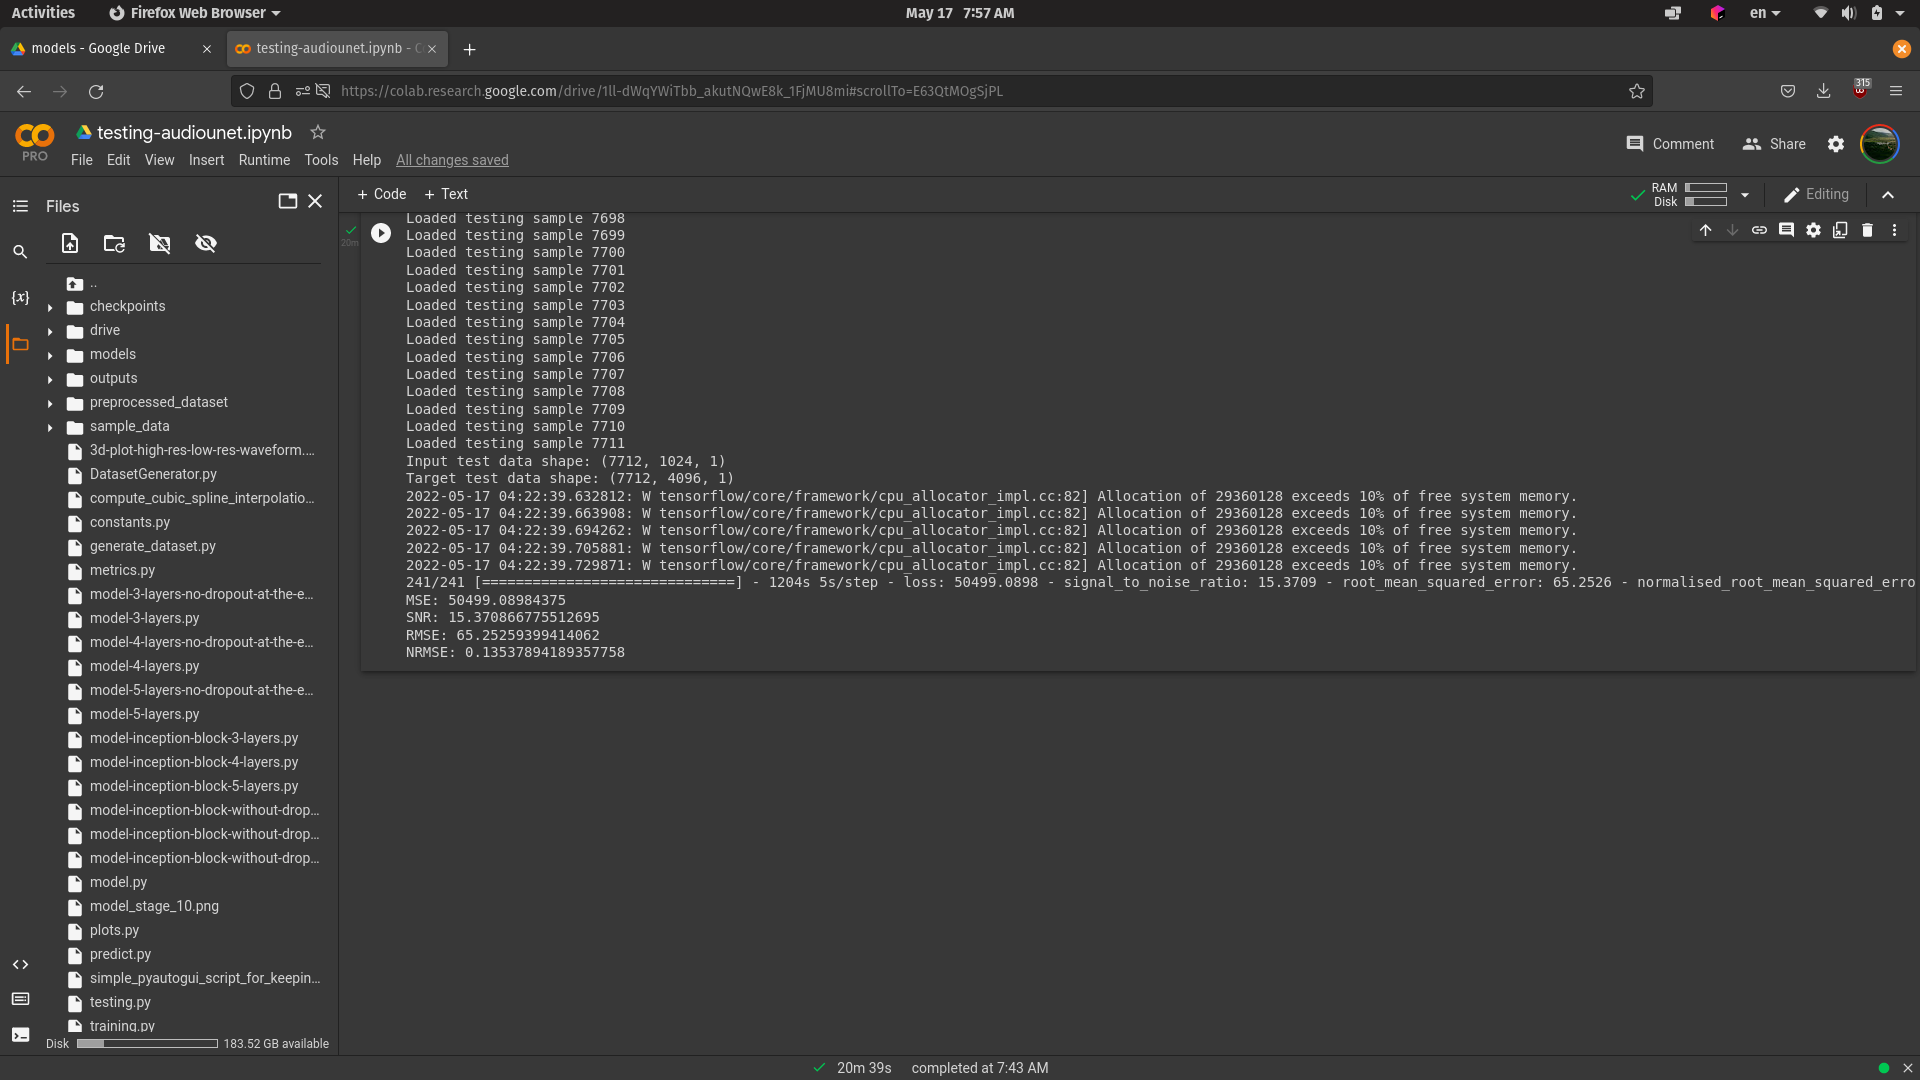 Activities
Firefox Web Browser
May 17 7:57 AM
en
models - Google Drive
testing-audiounet.ipynb - C
https://colab.research.google.com/drive/1ll-dWqYWiTbb_akutNQwE8k_1FjMU8mi#scrollTo=E63QtMOgSjPL
315
PRO
testing-audiounet.ipynb
File Edit View Insert Runtime Tools Help All changes saved
Comment
Share
Files
+ Code + Text
RAM
Disk
Editing
..
checkpoints
drive
models
outputs
preprocessed_dataset
sample_data
3d-plot-high-res-low-res-waveform....
DatasetGenerator.py
compute_cubic_spline_interpolatio...
constants.py
generate_dataset.py
metrics.py
model-3-layers-no-dropout-at-the-e...
model-3-layers.py
model-4-layers-no-dropout-at-the-e...
model-4-layers.py
model-5-layers-no-dropout-at-the-e...
model-5-layers.py
model-inception-block-3-layers.py
model-inception-block-4-layers.py
model-inception-block-5-layers.py
model-inception-block-without-drop...
model-inception-block-without-drop...
model-inception-block-without-drop...
model.py
model_stage_10.png
plots.py
predict.py
simple_pyautogui_script_for_keepin...
testing.py
training.py
Disk 183.52 GB available
20m
Loaded testing sample 7698
Loaded testing sample 7699
Loaded testing sample 7700
Loaded testing sample 7701
Loaded testing sample 7702
Loaded testing sample 7703
Loaded testing sample 7704
Loaded testing sample 7705
Loaded testing sample 7706
Loaded testing sample 7707
Loaded testing sample 7708
Loaded testing sample 7709
Loaded testing sample 7710
Loaded testing sample 7711
Input test data shape: (7712, 1024, 1)
Target test data shape: (7712, 4096, 1)
2022-05-17 04:22:39.632812: W tensorflow/core/framework/cpu_allocator_impl.cc:82] Allocation of 29360128 exceeds 10% of free system memory.
2022-05-17 04:22:39.663908: W tensorflow/core/framework/cpu_allocator_impl.cc:82] Allocation of 29360128 exceeds 10% of free system memory.
2022-05-17 04:22:39.694262: W tensorflow/core/framework/cpu_allocator_impl.cc:82] Allocation of 29360128 exceeds 10% of free system memory.
2022-05-17 04:22:39.705881: W tensorflow/core/framework/cpu_allocator_impl.cc:82] Allocation of 29360128 exceeds 10% of free system memory.
2022-05-17 04:22:39.729871: W tensorflow/core/framework/cpu_allocator_impl.cc:82] Allocation of 29360128 exceeds 10% of free system memory.
241/241 [==============================] - 1204s 5s/step - loss: 50499.0898 - signal_to_noise_ratio: 15.3709 - root_mean_squared_error: 65.2526 - normalised_root_mean_squared_erro
MSE: 50499.08984375
SNR: 15.370866775512695
RMSE: 65.25259399414062
NRMSE: 0.13537894189357758
20m 39s completed at 7:43 AM